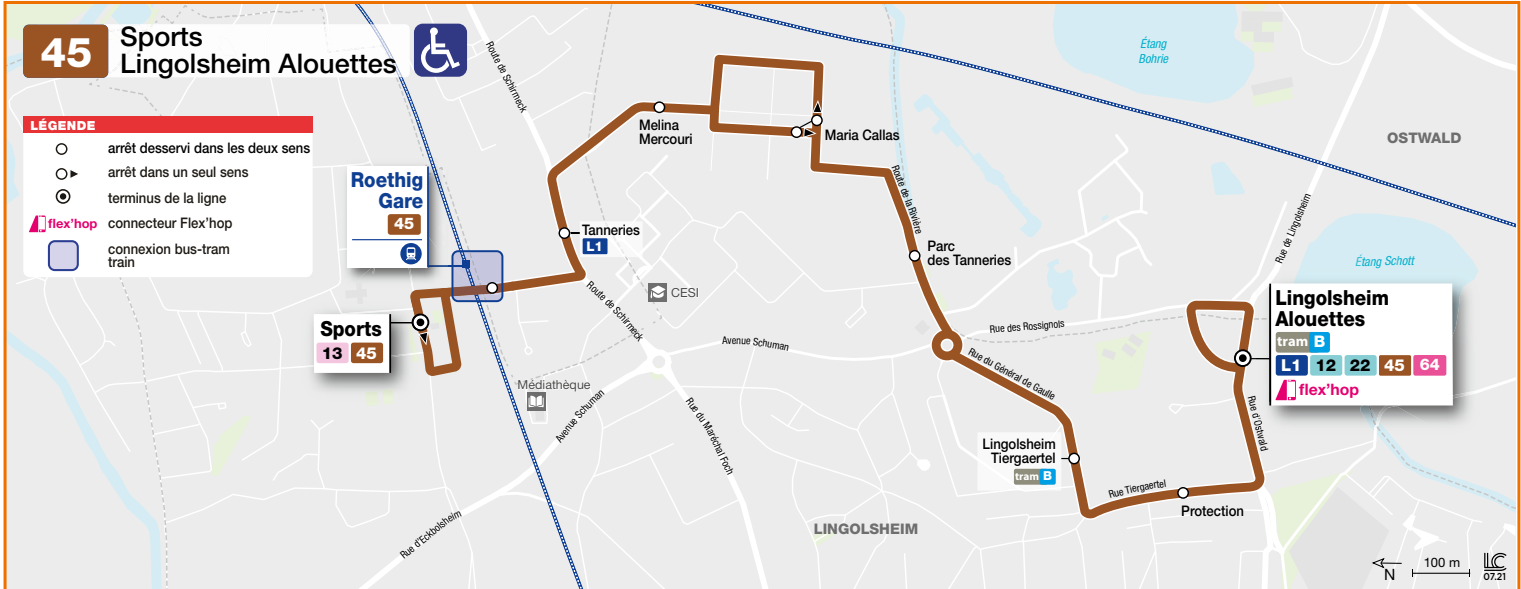 45
Sports
Lingolsheim Alouettes
LÉGENDE
arrêt desservi dans les deux sens
arrêt dans un seul sens
terminus de la ligne
flex'hop
connecteur Flex'hop
connexion bus-tram
train
Roethig
Gare
45
Sports
13 45
Route de Schirmeck
Tanneries
L1
Melina
Mercouri
Maria Callas
Route de la Rivière
Parc
des Tanneries
CESI
Route de Schirmeck
Médiathèque
Avenue Schuman
Avenue Schuman
Rue du Maréchal Foch
Rue d'Eckbolsheim
Rue des Rossignols
Rue du Général de Gaulle
Lingolsheim
Tiergaertel
tram B
Rue Tiergaertel
Protection
Rue d'Ostwald
LINGOLSHEIM
Étang
Bohrie
OSTWALD
Rue de Lingolsheim
Étang Schott
Lingolsheim
Alouettes
tram B
L1 12 22 45 64
flex'hop
N
100 m
LC
07.21